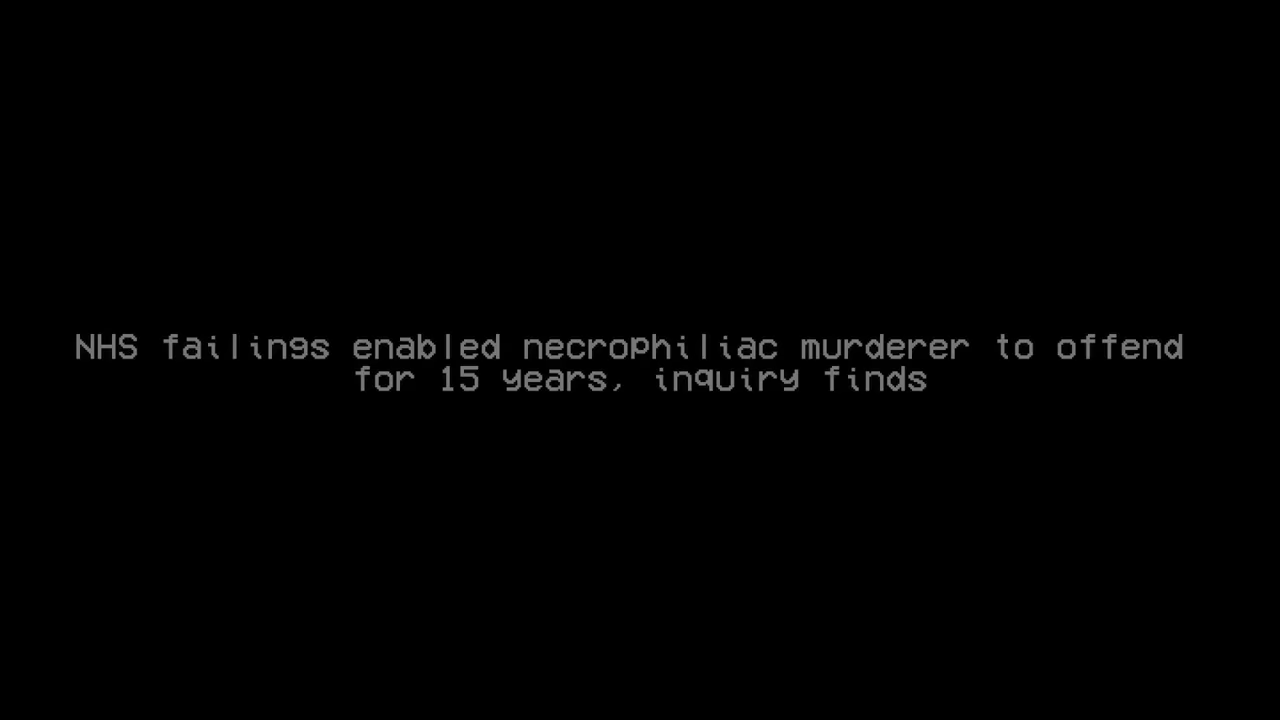 NHS failings enabled necrophiliac murderer to offend
for 15 years, inquiry finds